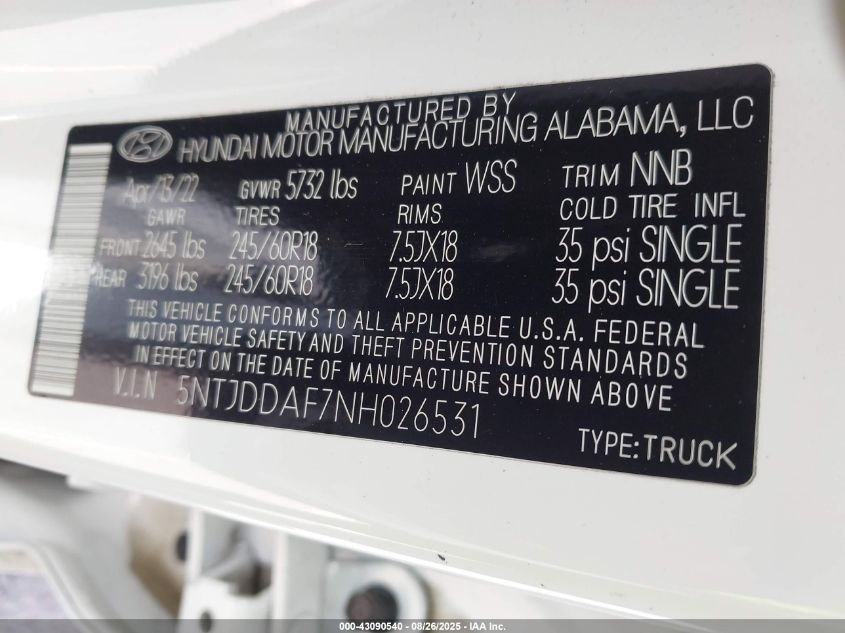 MANUFACTURED BY
HYUNDAI MOTOR MANUFACTURING ALABAMA, LLC
Apr/13/22 GVWR 5732 lbs PAINT WSS TRIM NNB
GAWR TIRES RIMS COLD TIRE INFL
FRONT 2645 lbs 245/60R18 7.5JX18 35 psi SINGLE
REAR 3196 lbs 245/60R18 7.5JX18 35 psi SINGLE
THIS VEHICLE CONFORMS TO ALL APPLICABLE U.S.A. FEDERAL
MOTOR VEHICLE SAFETY AND THEFT PREVENTION STANDARDS
IN EFFECT ON THE DATE OF MANUFACTURE SHOWN ABOVE
V.I.N 5NTJDDAF7NH026531
TYPE:TRUCK
000-43090540 - 08/26/2025 - IAA Inc.